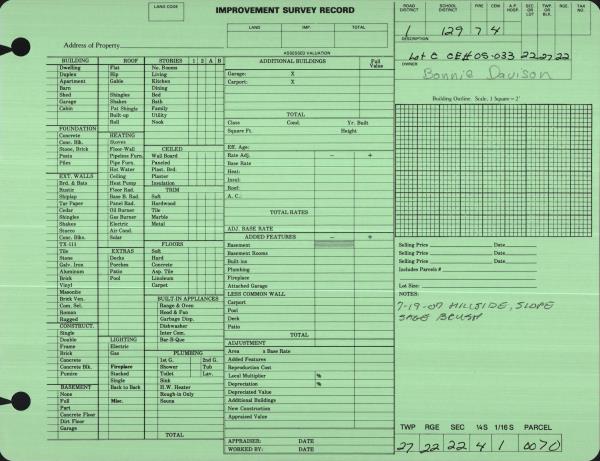 LAND CODE
IMPROVEMENT SURVEY RECORD
ROAD DISTRICT SCHOOL DISTRICT FIRE CEM A.P. HOSP. SEC OR LOT TWP. OR BLK. RGE. TAX NO.
1 129 7 4
DESCRIPTION
Lot C CE#05-033 22-27-22
OWNER
Bonnie Davison
LAND IMP. TOTAL
Address of Property
ASSESSED VALUATION
BUILDING
Dwelling
Duplex
Apartment
Barn
Shed
Garage
Cabin
FOUNDATION
Concrete
Conc. Blk.
Stone, Brick
Posts
Piles
EXT. WALLS
Brd. & Bats
Rustic
Shiplap
Tar Paper
Cedar
Shingles
Shakes
Stucco
Conc. Blks.
TX-111
Tile
Stone
Galv. Iron
Aluminum
Brick
Vinyl
Masonite
Brick Ven.
Com. Sel.
Roman
Rugged
CONSTRUCT.
Single
Double
Frame
Brick
Concrete
Concrete Blk.
Pumice
BASEMENT
None
Full
Part
Concrete Floor
Dirt Floor
Garage
ROOF
Flat
Hip
Gable
Shingles
Shakes
Pat Shingle
Built-up
Roll
HEATING
Stoves
Floor-Wall
Pipeless Furn.
Pipe Furn.
Hot Water
Ceiling
Heat Pump
Floor Rad.
Base B. Rad.
Panel Rad.
Oil Burner
Gas Burner
Electric
Air Cond.
Solar
EXTRAS
Decks
Porches
Patio
Pool
LIGHTING
Electric
Gas
Fireplace
Stacked
Single
Back to Back
Misc.
STORIES 1 2 A B
No. Rooms
Living
Kitchen
Dining
Bed
Bath
Family
Utility
Nook
CEILED
Wall Board
Paneled
Plast. Brd.
Plaster
Insulation
TRIM
Soft
Hardwood
Tile
Marble
Metal
FLOORS
Soft
Hard
Concrete
Asp. Tile
Linoleum
Carpet
BUILT-IN APPLIANCES
Range & Oven
Hood & Fan
Garbage Disp.
Dishwasher
Inter Com.
Bar-B-Que
PLUMBING
1st G. 2nd G.
Shower Tub
Toilet Lav.
Sink
H.W. Heater
Rough-in Only
Sauna
TOTAL
ADDITIONAL BUILDINGS Full Value
Garage: X
Carport: X
TOTAL
Class Cond. Yr. Built
Square Ft. Height
Eff. Age:
Rate Adj. - +
Base Rate
Heat:
Insul:
Roof:
A. C.:
TOTAL RATES
ADJ. BASE RATE
ADDED FEATURES - +
Basement
Basement Rooms
Built-ins
Plumbing
Fireplace
Attached Garage
LESS COMMON WALL
Carport
Pool
Deck
Patio
TOTAL
ADJUSTMENT
Area x Base Rate
Added Features
Reproduction Cost
Local Multiplier %
Depreciation %
Depreciated Value
Additional Buildings
New Construction
Appraised Value
APPRAISER: DATE
WORKED BY: DATE
Building Outline Scale, 1 Square = 2'
Selling Price Date
Selling Price Date
Selling Price Date
Includes Parcels #
Lot Size:
NOTES:
7-19-07 HILLSIDE, SLOPE
SAGE BRUSH
TWP RGE SEC ¼S 1/16 S PARCEL
27 22 22 4 1 0070